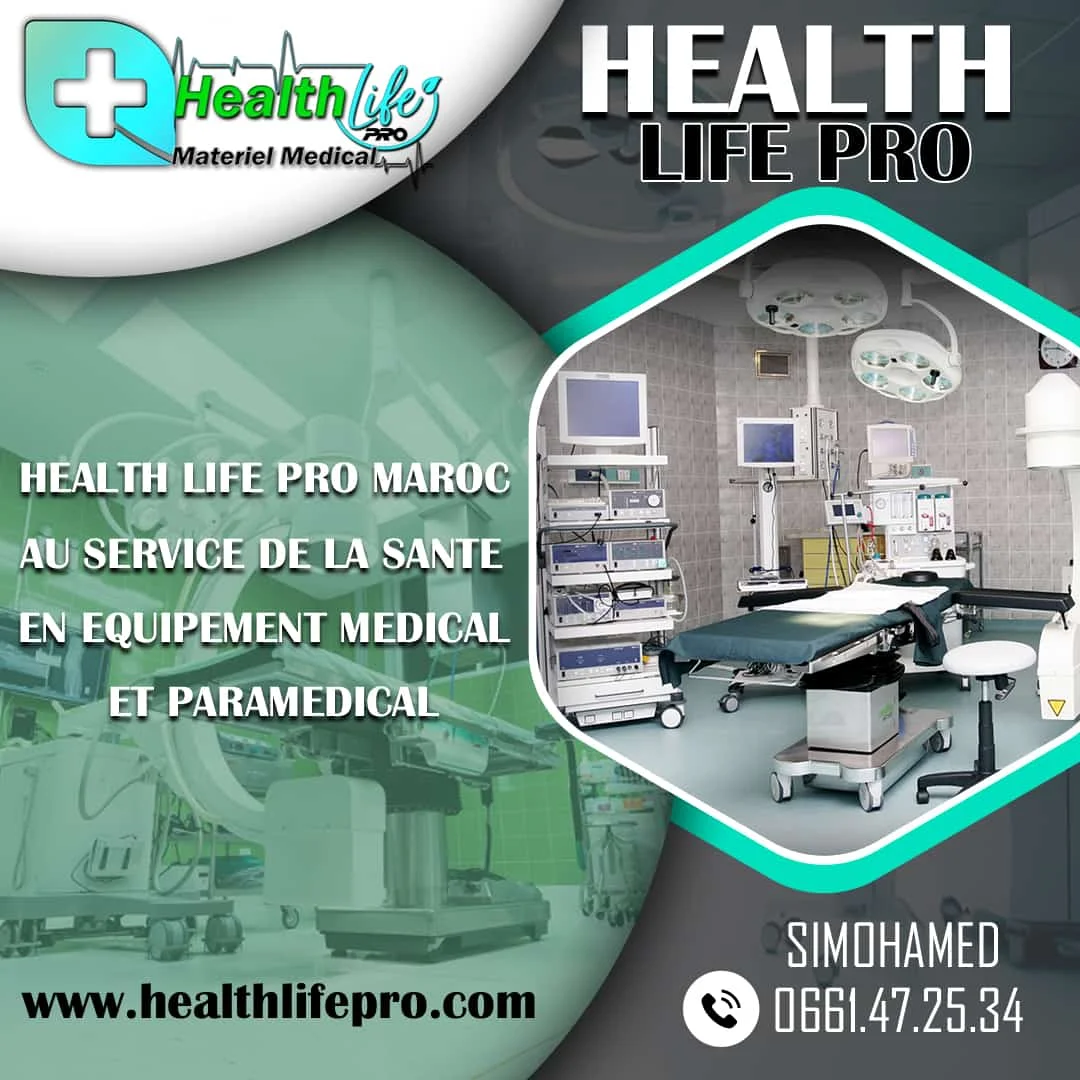 Health Life
PRO
Materiel Medical
HEALTH
LIFE PRO
HEALTH LIFE PRO MAROC
AU SERVICE DE LA SANTE
EN EQUIPEMENT MEDICAL
ET PARAMEDICAL
www.healthlifepro.com
SIMOHAMED
0661.47.25.34